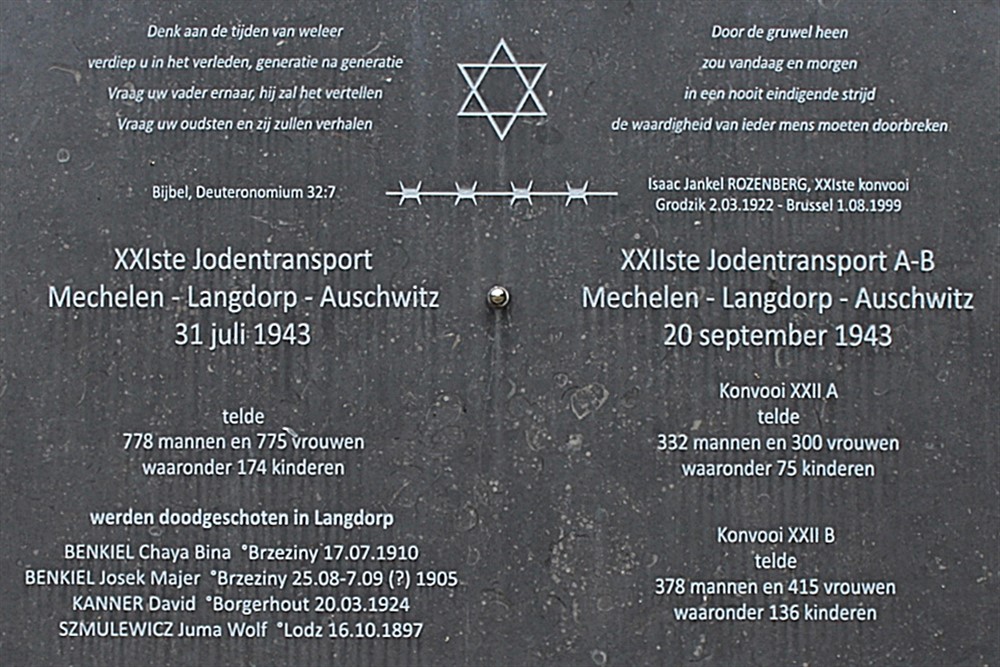 Denk aan de tijden van weleer
verdiep u in het verleden, generatie na generatie
Vraag uw vader ernaar, hij zal het vertellen
Vraag uw oudsten en zij zullen verhalen
Bijbel, Deuteronomium 32:7
Door de gruwel heen
zou vandaag en morgen
in een nooit eindigende strijd
de waardigheid van ieder mens moeten doorbreken
Isaac Jankel ROZENBERG, XXIste konvooi
Grodzik 2.03.1922 - Brussel 1.08.1999
XXIste Jodentransport
Mechelen - Langdorp - Auschwitz
31 juli 1943
telde
778 mannen en 775 vrouwen
waaronder 174 kinderen
werden doodgeschoten in Langdorp
BENKIEL Chaya Bina °Brzeziny 17.07.1910
BENKIEL Josek Majer °Brzeziny 25.08-7.09 (?) 1905
KANNER David °Borgerhout 20.03.1924
SZMULEWICZ Juma Wolf °Lodz 16.10.1897
XXIIste Jodentransport A-B
Mechelen - Langdorp - Auschwitz
20 september 1943
Konvooi XXII A
telde
332 mannen en 300 vrouwen
waaronder 75 kinderen
Konvooi XXII B
telde
378 mannen en 415 vrouwen
waaronder 136 kinderen